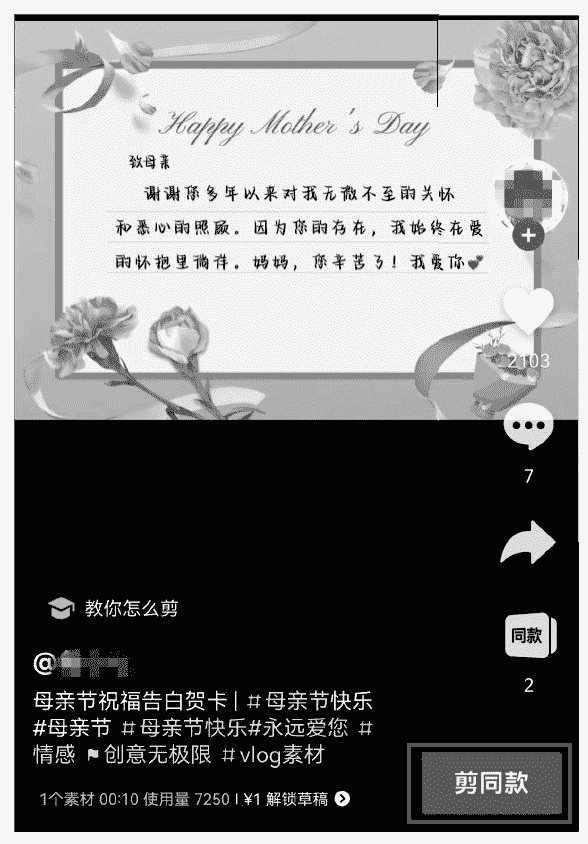 Happy Mother's Day
致母亲
谢谢您多年以来对我无微不至的关怀
和悉心的照顾。因为您的存在,我始终在爱
的怀抱里徜徉。妈妈,您辛苦了!我爱你💕
2103
7
同款
2
教你怎么剪
@
母亲节祝福告白贺卡 | #母亲节快乐
#母亲节 #母亲节快乐#永远爱您 #
情感 创意无极限 #vlog素材
1个素材 00:10 使用量 7250 | ¥1 解锁草稿
剪同款